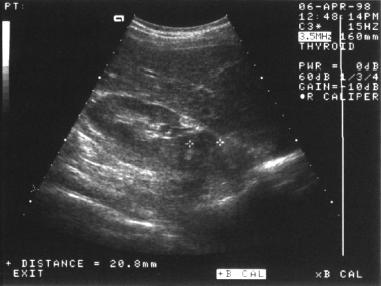 PT:
06-APR-98
12:48:14PM
C3* 15HZ
3.5MHz 160mm
THYROID
PWR = 0dB
60dB 1/3/4
GAIN=-10dB
●R CALIPER
+ DISTANCE = 20.8mm
EXIT
+B CAL
xB CAL